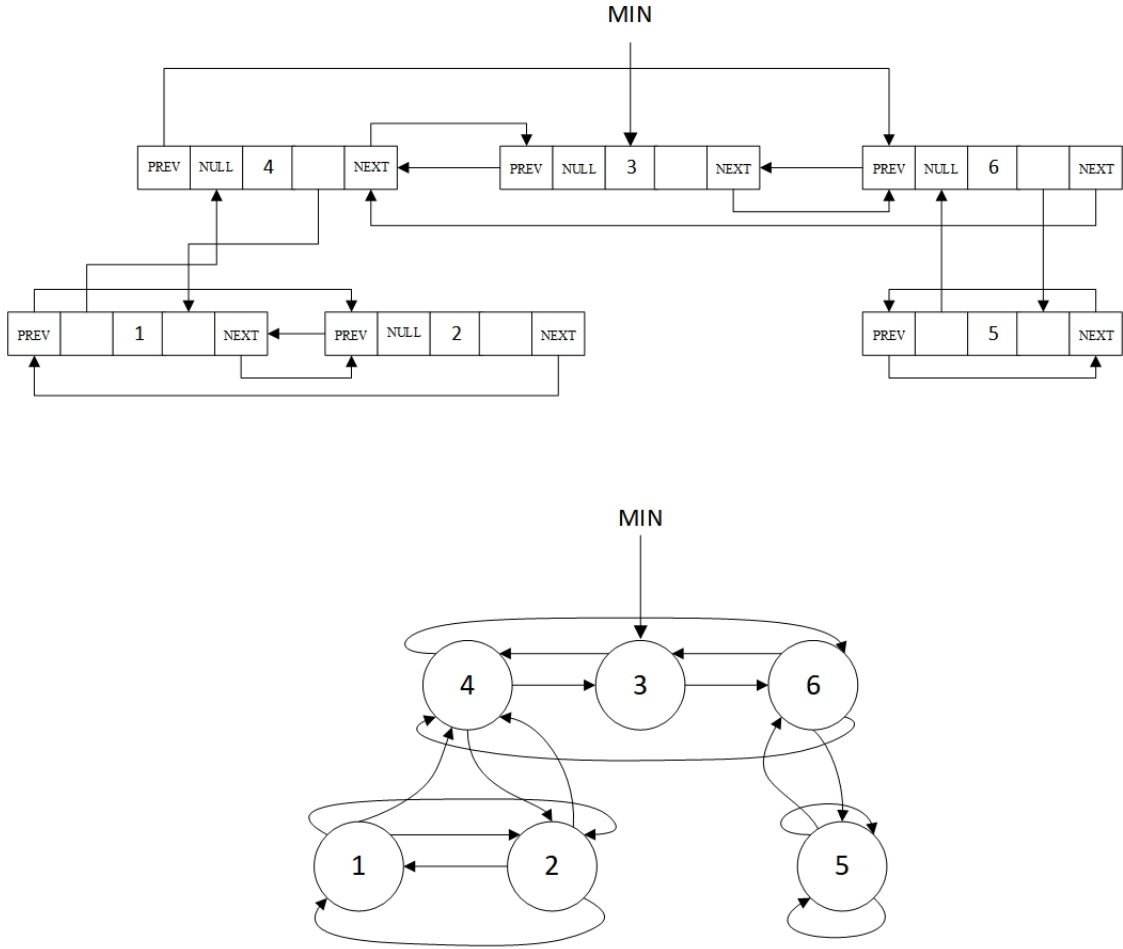 MIN
PREV NULL 4 NEXT PREV NULL 3 NEXT PREV NULL 6 NEXT
PREV 1 NEXT PREV NULL 2 NEXT PREV 5 NEXT
MIN
4 3 6
1 2 5